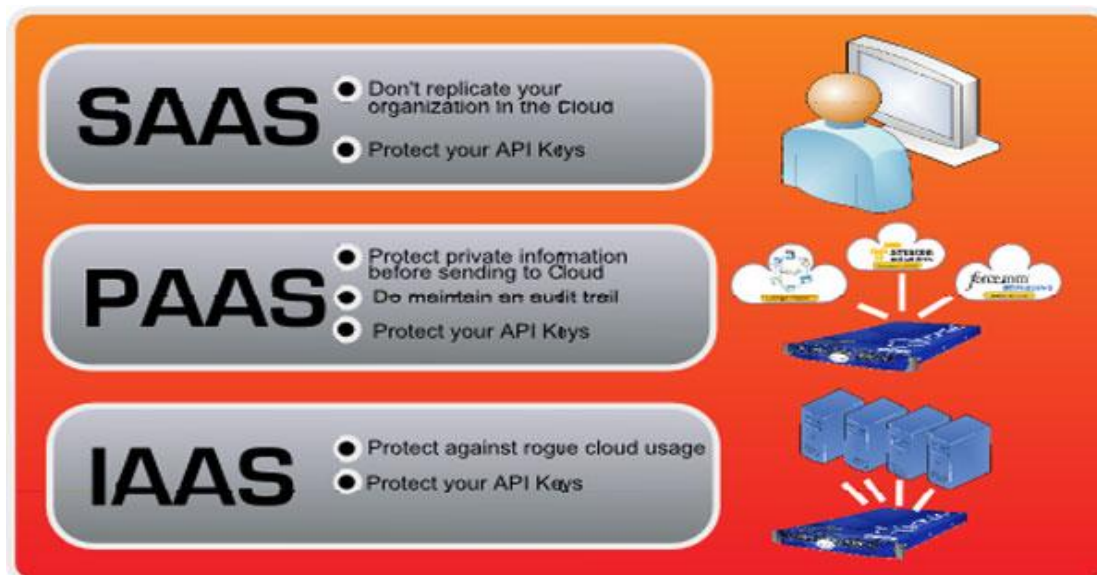 SAAS
Don't replicate your
organization in the Cloud
Protect your API Keys
PAAS
Protect private information
before sending to Cloud
Do maintain an audit trail
Protect your API Keys
force.com
IAAS
Protect against rogue cloud usage
Protect your API Keys